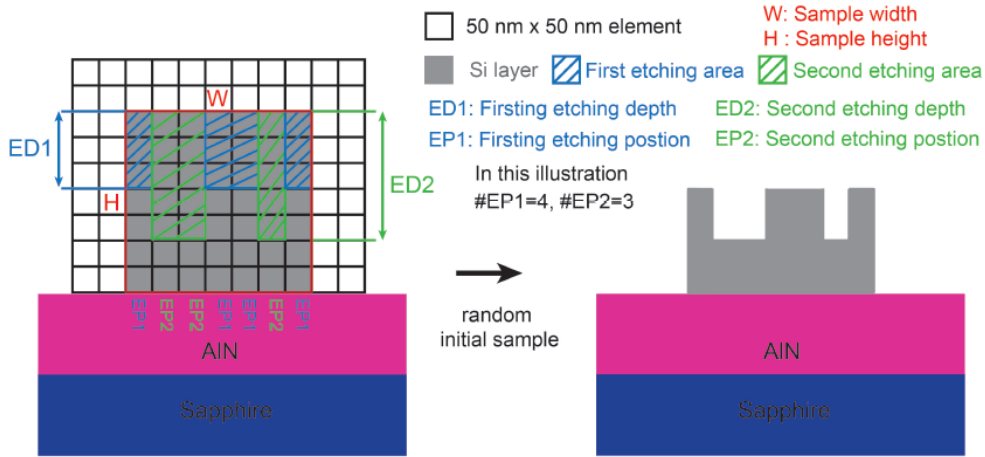 50 nm x 50 nm element
W: Sample width
H : Sample height
Si layer
First etching area
Second etching area
ED1: Firsting etching depth
ED2: Second etching depth
EP1: Firsting etching postion
EP2: Second etching postion
In this illustration
#EP1=4, #EP2=3
W
ED1
ED2
H
EP1
EP2
EP2
EP1
EP1
EP2
EP1
AlN
Sapphire
random
initial sample
AlN
Sapphire